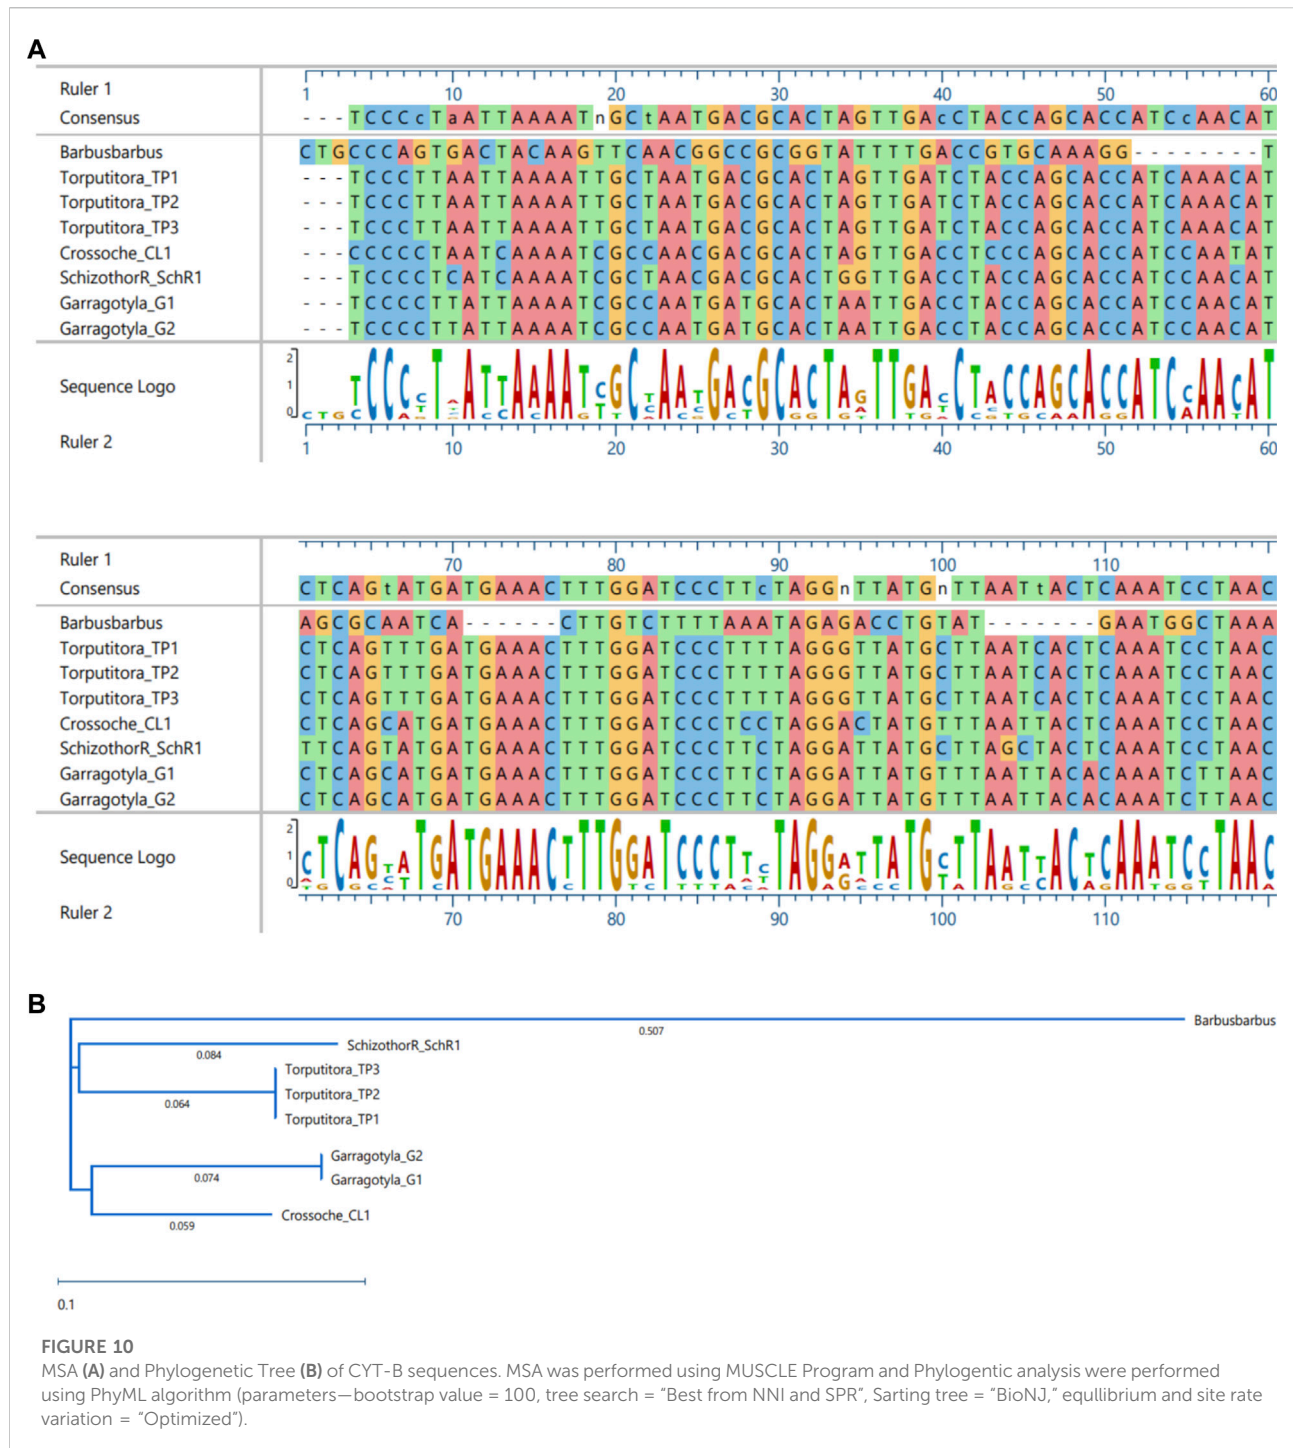 A
Ruler 1
1 10 20 30 40 50 60
Consensus
- - - TCCCcTaATTAAAATnGCtAATGACGCACTAGTTGAcCTACCAGCACCATCcAACAT
Barbusbarbus
CTGCCCAGTGACTACAAGTTCAACGGCCGCGGTATTTTGACCGTGCAAAGG- - - - - - - - T
Torputitora_TP1
- - - TCCCTTAATTAAAATTGCTAATGACGCACTAGTTGATCTACCAGCACCATCAAACAT
Torputitora_TP2
- - - TCCCTTAATTAAAATTGCTAATGACGCACTAGTTGATCTACCAGCACCATCAAACAT
Torputitora_TP3
- - - TCCCTTAATTAAAATTGCTAATGACGCACTAGTTGATCTACCAGCACCATCAAACAT
Crossoche_CL1
- - - CCCCCTAATCAAAATCGCCAACGACGCACTAGTTGACCTCCCAGCACCATCCAATAT
SchizothorR_SchR1
- - - TCCCCTCATCAAAATCGCTAACGACGCACTGGTTGACCTACCAGCACCATCCAACAT
Garragotyla_G1
- - - TCCCCTTATTAAAATCGCCAATGATGCACTAATTGACCTACCAGCACCATCCAACAT
Garragotyla_G2
- - - TCCCCTTATTAAAATCGCCAATGATGCACTAATTGACCTACCAGCACCATCCAACAT
Sequence Logo
2
1
0
Ruler 2
1 10 20 30 40 50 60
Ruler 1
70 80 90 100 110
Consensus
CTCAGtATGATGAAACTTTGGATCCCTTcTAGGnTTATGnTTAATtACTCAAATCCTAAC
Barbusbarbus
AGCGCAATCA- - - - - - CTTGTCTTTTAAATAGAGACCTGTAT- - - - - - - GAATGGCTAAA
Torputitora_TP1
CTCAGTTTGATGAAACTTTGGATCCCTTTTAGGGTTATGCTTAATCACTCAAATCCTAAC
Torputitora_TP2
CTCAGTTTGATGAAACTTTGGATCCCTTTTAGGGTTATGCTTAATCACTCAAATCCTAAC
Torputitora_TP3
CTCAGTTTGATGAAACTTTGGATCCCTTTTAGGGTTATGCTTAATCACTCAAATCCTAAC
Crossoche_CL1
CTCAGCATGATGAAACTTTGGATCCCTCCTAGGACTATGTTTAATTACTCAAATCCTAAC
SchizothorR_SchR1
TTCAGTATGATGAAACTTTGGATCCCTTCTAGGATTATGCTTAGCTACTCAAATCCTAAC
Garragotyla_G1
CTCAGCATGATGAAACTTTGGATCCCTTCTAGGATTATGTTTAATTACACAAATCTTAAC
Garragotyla_G2
CTCAGCATGATGAAACTTTGGATCCCTTCTAGGATTATGTTTAATTACACAAATCTTAAC
Sequence Logo
2
1
0
Ruler 2
70 80 90 100 110
B
Barbusbarbus
0.507
SchizothorR_SchR1
0.084
Torputitora_TP3
Torputitora_TP2
0.064
Torputitora_TP1
Garragotyla_G2
0.074
Garragotyla_G1
Crossoche_CL1
0.059
0.1
FIGURE 10
MSA (A) and Phylogenetic Tree (B) of CYT-B sequences. MSA was performed using MUSCLE Program and Phylogentic analysis were performed
using PhyML algorithm (parameters—bootstrap value = 100, tree search = “Best from NNI and SPR”, Sarting tree = “BioNJ,” equllibrium and site rate
variation = “Optimized”).